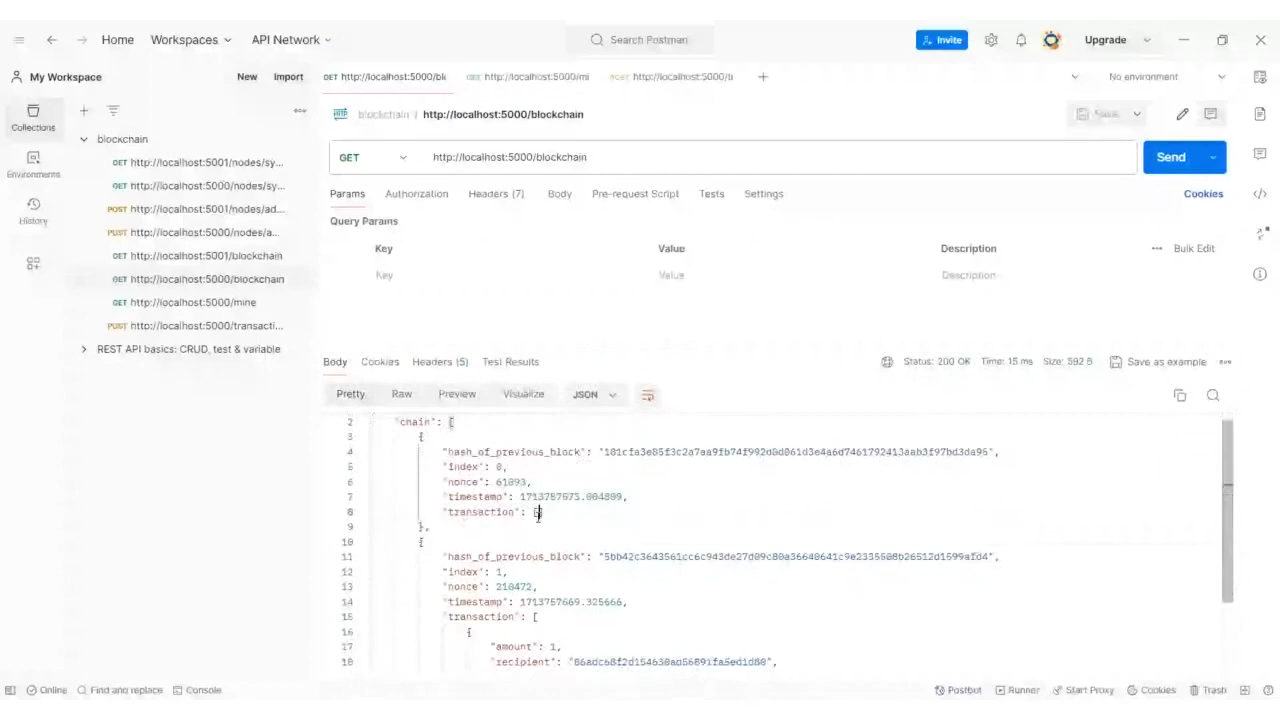 Home Workspaces API Network Search Postman Invite Upgrade
My Workspace New Import GET http://localhost:5000/bl http://localhost:5000/mi http://localhost:5000/t No environment
blockchain / http://localhost:5000/blockchain Save
Collections
Environments
History
blockchain
GET http://localhost:5001/nodes/sy...
GET http://localhost:5000/nodes/sy...
POST http://localhost:5001/nodes/ad...
POST http://localhost:5000/nodes/a...
GET http://localhost:5001/blockchain
GET http://localhost:5000/blockchain
GET http://localhost:5000/mine
POST http://localhost:5000/transacti...
REST API basics: CRUD, test & variable
GET http://localhost:5000/blockchain Send
Params Authorization Headers (7) Body Pre-request Script Tests Settings Cookies
Query Params
Key Value Description Bulk Edit
Key Value Description
Body Cookies Headers (5) Test Results Status: 200 OK Time: 15 ms Size: 592 B Save as example
Pretty Raw Preview Visualize JSON
2 "chain": [
3 {
4 "hash_of_previous_block":
5 "index": 0,
6 "nonce": 61093,
7 "timestamp":
8 "transaction":
9 },
10 {
11 "hash_of_previous_block":
12 "index": 1,
13 "nonce": 210472,
14 "timestamp": 1713757669.325666,
15 "transaction": [
16 {
17 "amount": 1,
18 "recipient":
Online Find and replace Console Postbot Runner Start Proxy Cookies Trash